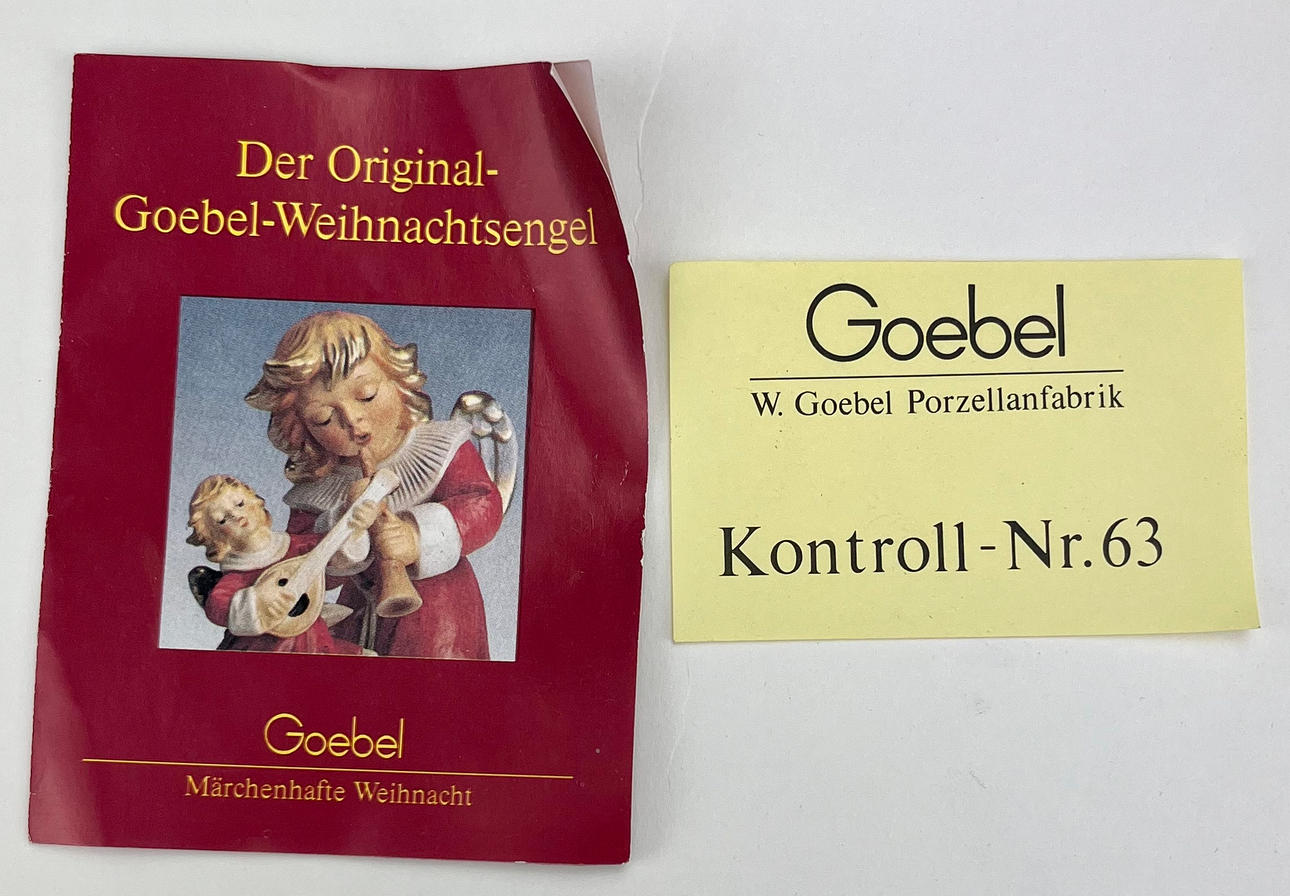 Der Original-
Goebel-Weihnachtsengel
Goebel
Märchenhafte Weihnacht
Goebel
W. Goebel Porzellanfabrik
Kontroll-Nr. 63